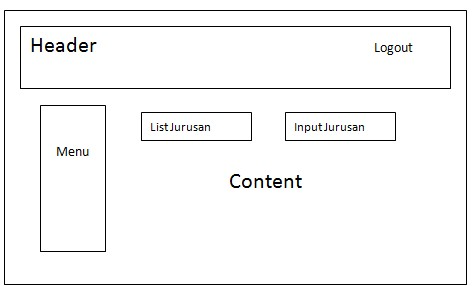 Header
Logout
Menu
List Jurusan
Input Jurusan
Content